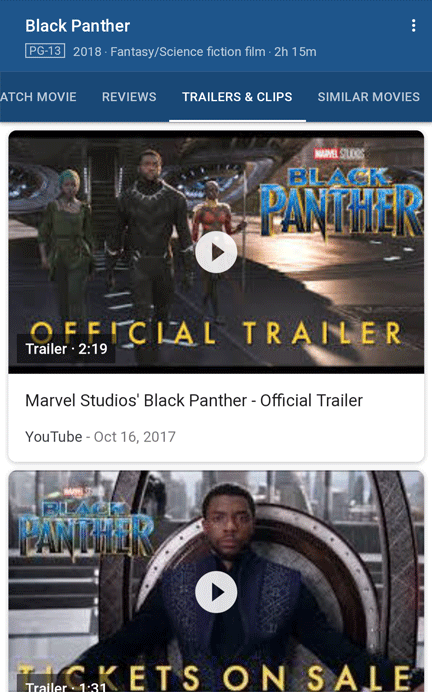 Black Panther
PG-13 2018 · Fantasy/Science fiction film · 2h 15m
ATCH MOVIE REVIEWS TRAILERS & CLIPS SIMILAR MOVIES
MARVEL STUDIOS
BLACK
PANTHER
OFFICIAL TRAILER
Trailer · 2:19
Marvel Studios' Black Panther - Official Trailer
YouTube - Oct 16, 2017
MARVEL STUDIOS
BLACK
PANTHER
TICKETS ON SALE
Trailer · 1:31